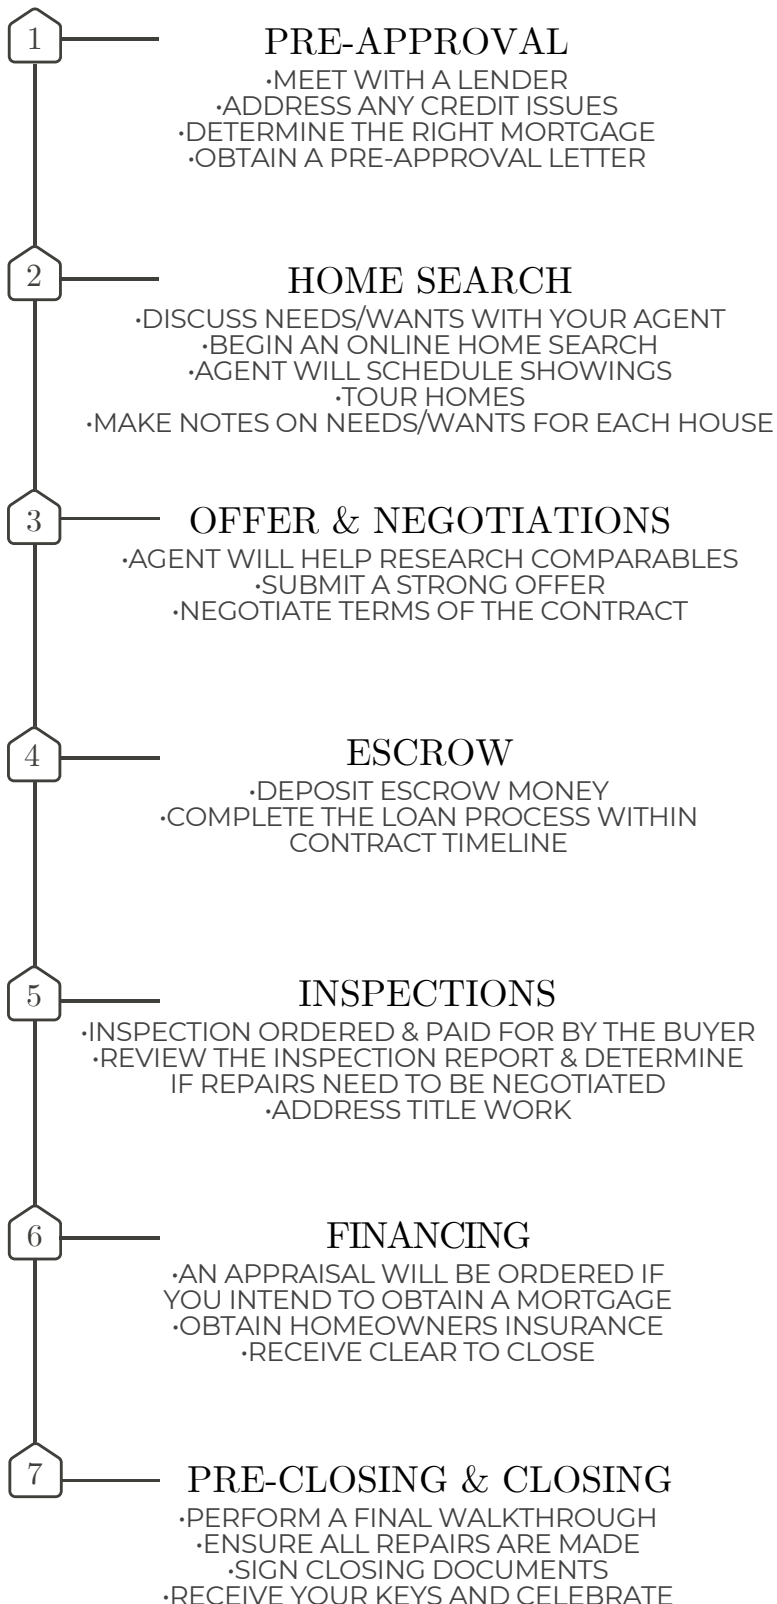 1
PRE-APPROVAL
·MEET WITH A LENDER
·ADDRESS ANY CREDIT ISSUES
·DETERMINE THE RIGHT MORTGAGE
·OBTAIN A PRE-APPROVAL LETTER
2
HOME SEARCH
·DISCUSS NEEDS/WANTS WITH YOUR AGENT
·BEGIN AN ONLINE HOME SEARCH
·AGENT WILL SCHEDULE SHOWINGS
·TOUR HOMES
·MAKE NOTES ON NEEDS/WANTS FOR EACH HOUSE
3
OFFER & NEGOTIATIONS
·AGENT WILL HELP RESEARCH COMPARABLES
·SUBMIT A STRONG OFFER
·NEGOTIATE TERMS OF THE CONTRACT
4
ESCROW
·DEPOSIT ESCROW MONEY
·COMPLETE THE LOAN PROCESS WITHIN
CONTRACT TIMELINE
5
INSPECTIONS
·INSPECTION ORDERED & PAID FOR BY THE BUYER
·REVIEW THE INSPECTION REPORT & DETERMINE
IF REPAIRS NEED TO BE NEGOTIATED
·ADDRESS TITLE WORK
6
FINANCING
·AN APPRAISAL WILL BE ORDERED IF
YOU INTEND TO OBTAIN A MORTGAGE
·OBTAIN HOMEOWNERS INSURANCE
·RECEIVE CLEAR TO CLOSE
7
PRE-CLOSING & CLOSING
·PERFORM A FINAL WALKTHROUGH
·ENSURE ALL REPAIRS ARE MADE
·SIGN CLOSING DOCUMENTS
·RECEIVE YOUR KEYS AND CELEBRATE